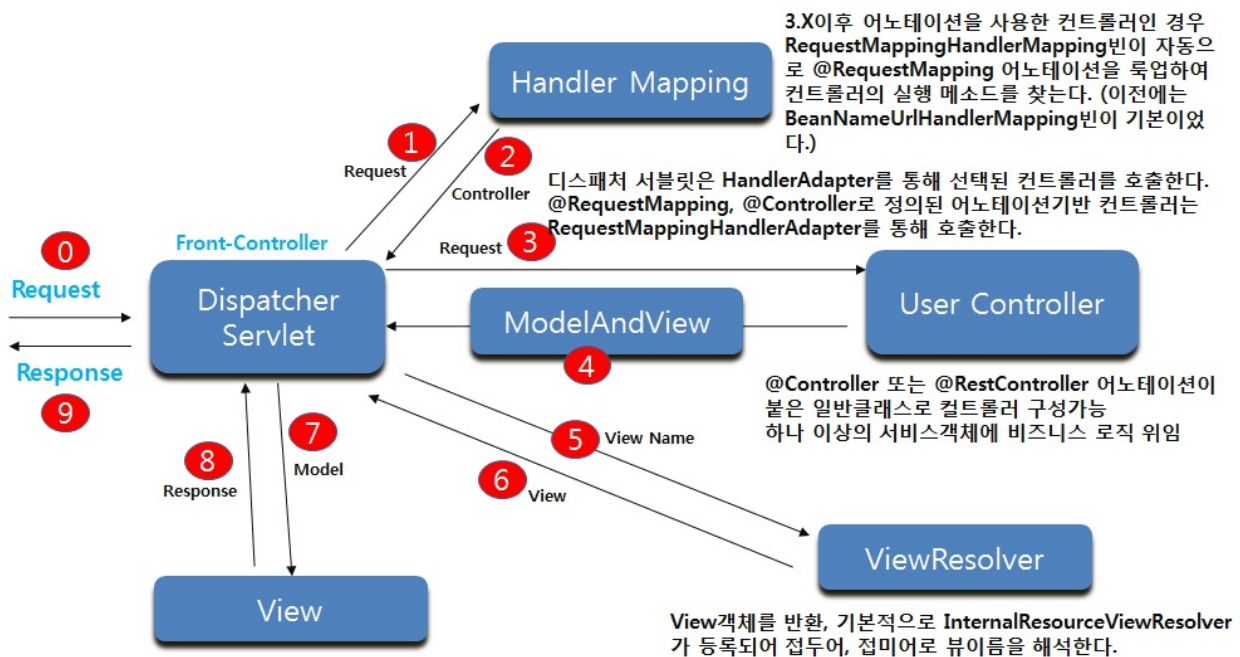 3.X이후 어노테이션을 사용한 컨트롤러인 경우
RequestMappingHandlerMapping빈이 자동으
로 @RequestMapping 어노테이션을 룩업하여
컨트롤러의 실행 메소드를 찾는다. (이전에는
BeanNameUrlHandlerMapping빈이 기본이었
다.)
Handler Mapping
1
Request
2
Controller
디스패처 서블릿은 HandlerAdapter를 통해 선택된 컨트롤러를 호출한다.
@RequestMapping, @Controller로 정의된 어노테이션기반 컨트롤러는
RequestMappingHandlerAdapter를 통해 호출한다.
Front-Controller
Request
3
0
Request
Dispatcher
Servlet
ModelAndView
4
User Controller
Response
9
@Controller 또는 @RestController 어노테이션이
붙은 일반클래스로 컬트롤러 구성가능
하나 이상의 서비스객체에 비즈니스 로직 위임
5
View Name
6
View
7
Model
8
Response
ViewResolver
View
View객체를 반환, 기본적으로 InternalResourceViewResolver
가 등록되어 접두어, 접미어로 뷰이름을 해석한다.